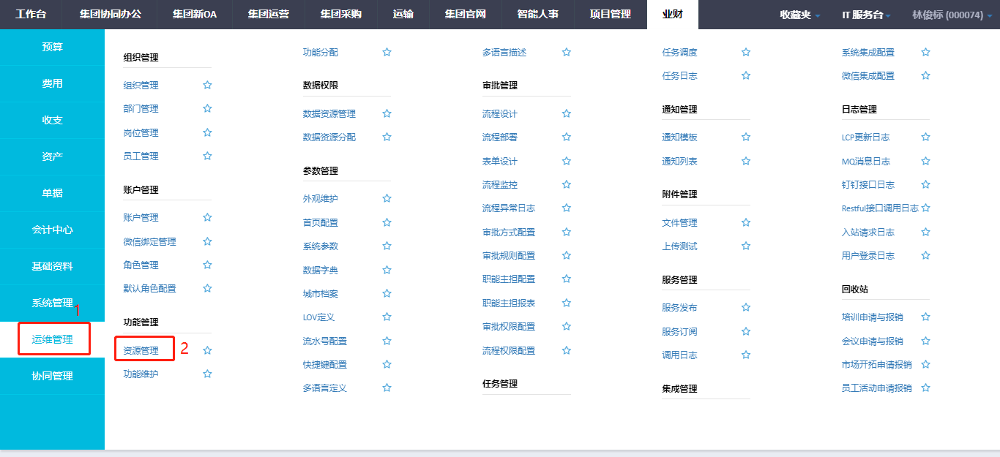 工作台
集团协同办公
集团新OA
集团运营
集团采购
运输
集团官网
智能人事
项目管理
业财
收藏夹
IT 服务台
林俊标 (000074)
预算
费用
收支
资产
单据
会计中心
基础资料
系统管理
1
运维管理
协同管理
组织管理
组织管理
部门管理
岗位管理
员工管理
账户管理
账户管理
微信绑定管理
角色管理
默认角色配置
功能管理
资源管理
2
功能维护
功能分配
数据权限
数据资源管理
数据资源分配
参数管理
外观维护
首页配置
系统参数
数据字典
城市档案
LOV定义
流水号配置
快捷键配置
多语言定义
多语言描述
审批管理
流程设计
流程部署
表单设计
流程监控
流程异常日志
审批方式配置
审批规则配置
职能主担配置
职能主担报表
审批权限配置
流程权限配置
任务管理
任务调度
任务日志
通知管理
通知模板
通知列表
附件管理
文件管理
上传测试
服务管理
服务发布
服务订阅
调用日志
集成管理
系统集成配置
微信集成配置
日志管理
LCP更新日志
MQ消息日志
钉钉接口日志
Restful接口调用日志
入站请求日志
用户登录日志
回收站
培训申请与报销
会议申请与报销
市场开拓申请报销
员工活动申请报销